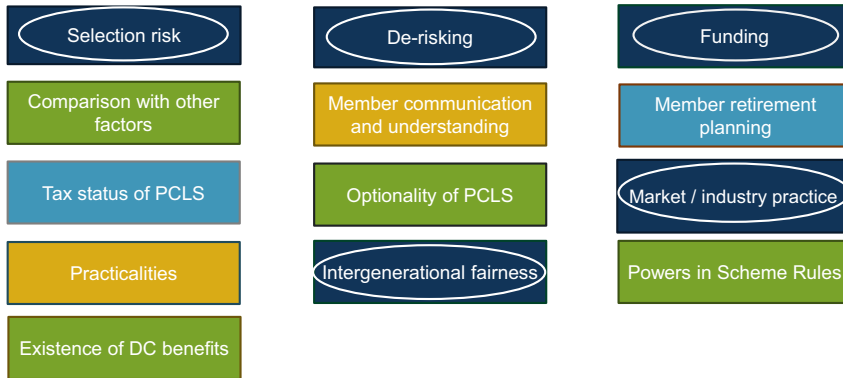 Selection risk
De-risking
Funding
Comparison with other
factors
Member communication
and understanding
Member retirement
planning
Tax status of PCLS
Optionality of PCLS
Market / industry practice
Practicalities
Intergenerational fairness
Powers in Scheme Rules
Existence of DC benefits